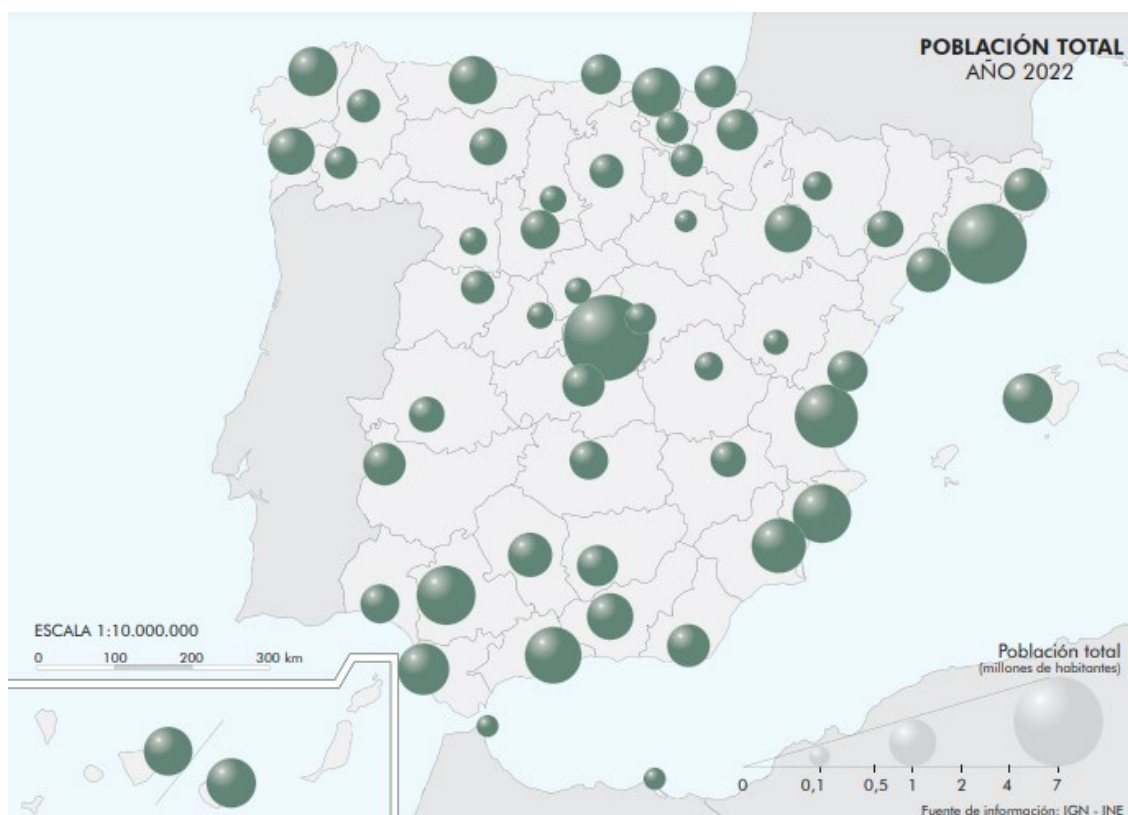 POBLACIÓN TOTAL
AÑO 2022
ESCALA 1:10.000.000
0 100 200 300 km
Población total
(millones de habitantes)
0 0,1 0,5 1 2 4 7
Fuente de información: IGN - INE